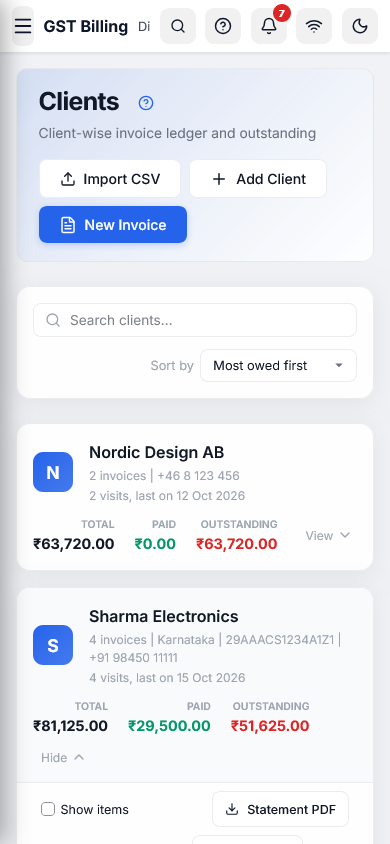 GST Billing Di
7
Clients
Client-wise invoice ledger and outstanding
Import CSV
Add Client
New Invoice
Search clients...
Sort by Most owed first
N
Nordic Design AB
2 invoices | +46 8 123 456
2 visits, last on 12 Oct 2026
TOTAL PAID OUTSTANDING
₹63,720.00 ₹0.00 ₹63,720.00 View
S
Sharma Electronics
4 invoices | Karnataka | 29AAACS1234A1Z1 |
+91 98450 11111
4 visits, last on 15 Oct 2026
TOTAL PAID OUTSTANDING
₹81,125.00 ₹29,500.00 ₹51,625.00
Hide
Show items
Statement PDF